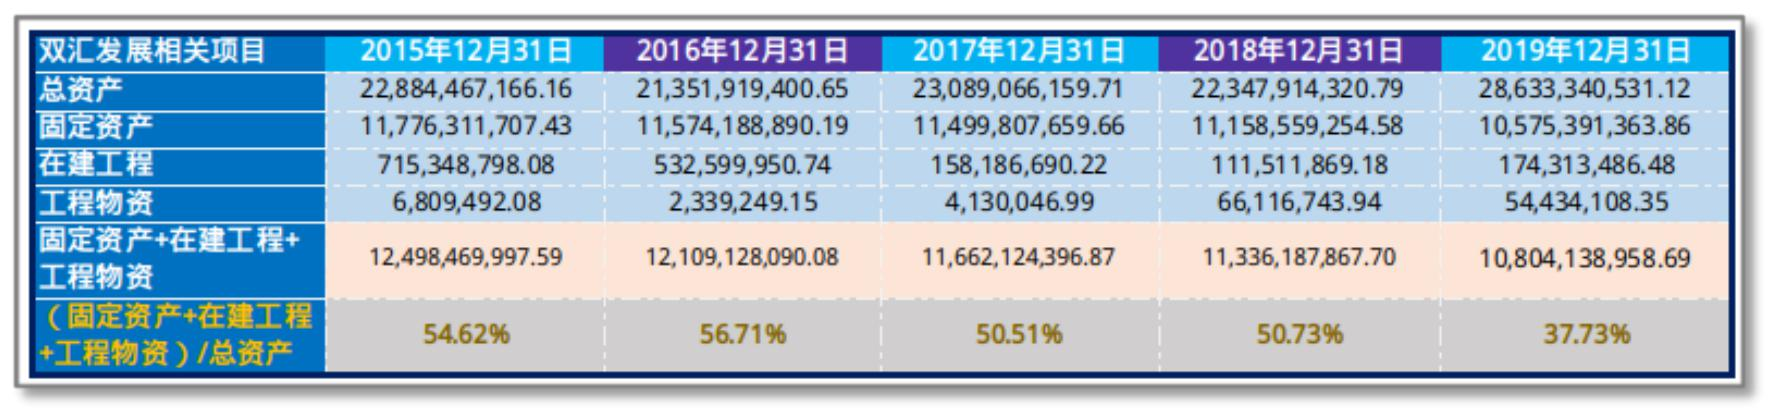 双汇发展相关项目 2015年12月31日 2016年12月31日 2017年12月31日 2018年12月31日 2019年12月31日
总资产 22,884,467,166.16 21,351,919,400.65 23,089,066,159.71 22,347,914,320.79 28,633,340,531.12
固定资产 11,776,311,707.43 11,574,188,890.19 11,499,807,659.66 11,158,559,254.58 10,575,391,363.86
在建工程 715,348,798.08 532,599,950.74 158,186,690.22 111,511,869.18 174,313,486.48
工程物资 6,809,492.08 2,339,249.15 4,130,046.99 66,116,743.94 54,434,108.35
固定资产+在建工程+
工程物资 12,498,469,997.59 12,109,128,090.08 11,662,124,396.87 11,336,187,867.70 10,804,138,958.69
（固定资产+在建工程
+工程物资）/总资产 54.62% 56.71% 50.51% 50.73% 37.73%